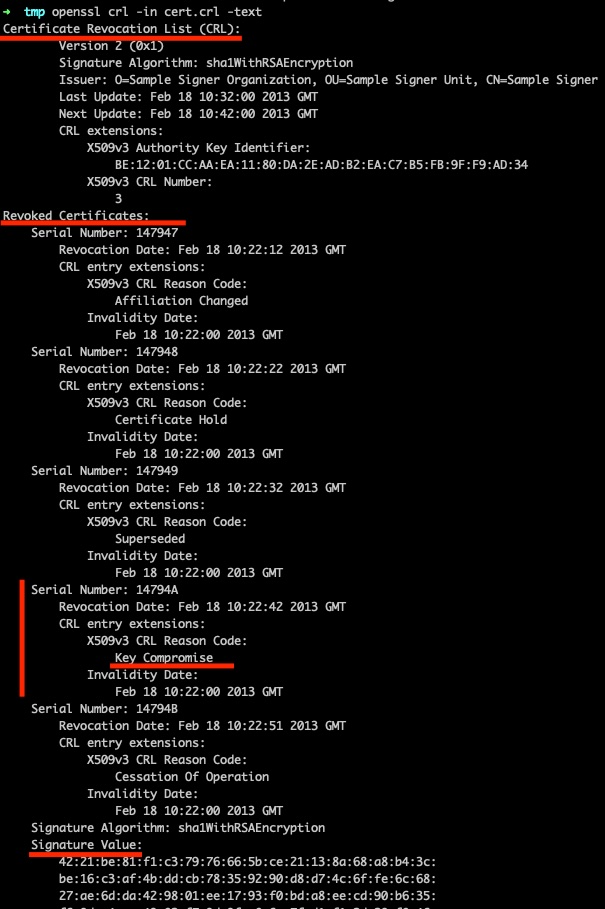 ➜  tmp openssl crl -in cert.crl -text
Certificate Revocation List (CRL):
        Version 2 (0x1)
        Signature Algorithm: sha1WithRSAEncryption
        Issuer: O=Sample Signer Organization, OU=Sample Signer Unit, CN=Sample Signer
        Last Update: Feb 18 10:32:00 2013 GMT
        Next Update: Feb 18 10:42:00 2013 GMT
        CRL extensions:
            X509v3 Authority Key Identifier:
                BE:12:01:CC:AA:EA:11:80:DA:2E:AD:B2:EA:C7:B5:FB:9F:F9:AD:34
            X509v3 CRL Number:
                3
Revoked Certificates:
    Serial Number: 147947
        Revocation Date: Feb 18 10:22:12 2013 GMT
        CRL entry extensions:
            X509v3 CRL Reason Code:
                Affiliation Changed
            Invalidity Date:
                Feb 18 10:22:00 2013 GMT
    Serial Number: 147948
        Revocation Date: Feb 18 10:22:22 2013 GMT
        CRL entry extensions:
            X509v3 CRL Reason Code:
                Certificate Hold
            Invalidity Date:
                Feb 18 10:22:00 2013 GMT
    Serial Number: 147949
        Revocation Date: Feb 18 10:22:32 2013 GMT
        CRL entry extensions:
            X509v3 CRL Reason Code:
                Superseded
            Invalidity Date:
                Feb 18 10:22:00 2013 GMT
    Serial Number: 14794A
        Revocation Date: Feb 18 10:22:42 2013 GMT
        CRL entry extensions:
            X509v3 CRL Reason Code:
                Key Compromise
            Invalidity Date:
                Feb 18 10:22:00 2013 GMT
    Serial Number: 14794B
        Revocation Date: Feb 18 10:22:51 2013 GMT
        CRL entry extensions:
            X509v3 CRL Reason Code:
                Cessation Of Operation
            Invalidity Date:
                Feb 18 10:22:00 2013 GMT
    Signature Algorithm: sha1WithRSAEncryption
    Signature Value:
        42:21:be:81:f1:c3:79:76:66:5b:ce:21:13:8a:68:a8:b4:3c:
        be:16:c3:af:4b:dd:cb:78:35:92:90:d8:d7:4c:6f:fe:6c:68:
        27:ae:6d:da:42:98:01:ee:17:93:f0:bd:a8:ee:cd:90:b6:35: